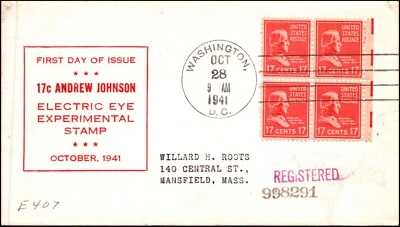 FIRST DAY OF ISSUE
★ ★ ★
17c ANDREW JOHNSON
ELECTRIC EYE
EXPERIMENTAL
STAMP
★ ★ ★
OCTOBER, 1941
WASHINGTON,
OCT
28
9 AM
1941
D. C.
UNITED
STATES
POSTAGE
17 CENTS 17
UNITED
STATES
POSTAGE
17 CENTS 17
UNITED
STATES
POSTAGE
17 CENTS 17
UNITED
STATES
POSTAGE
17 CENTS 17
WILLARD H. ROOTS
140 CENTRAL ST.,
MANSFIELD, MASS.
REGISTERED
998291
E407